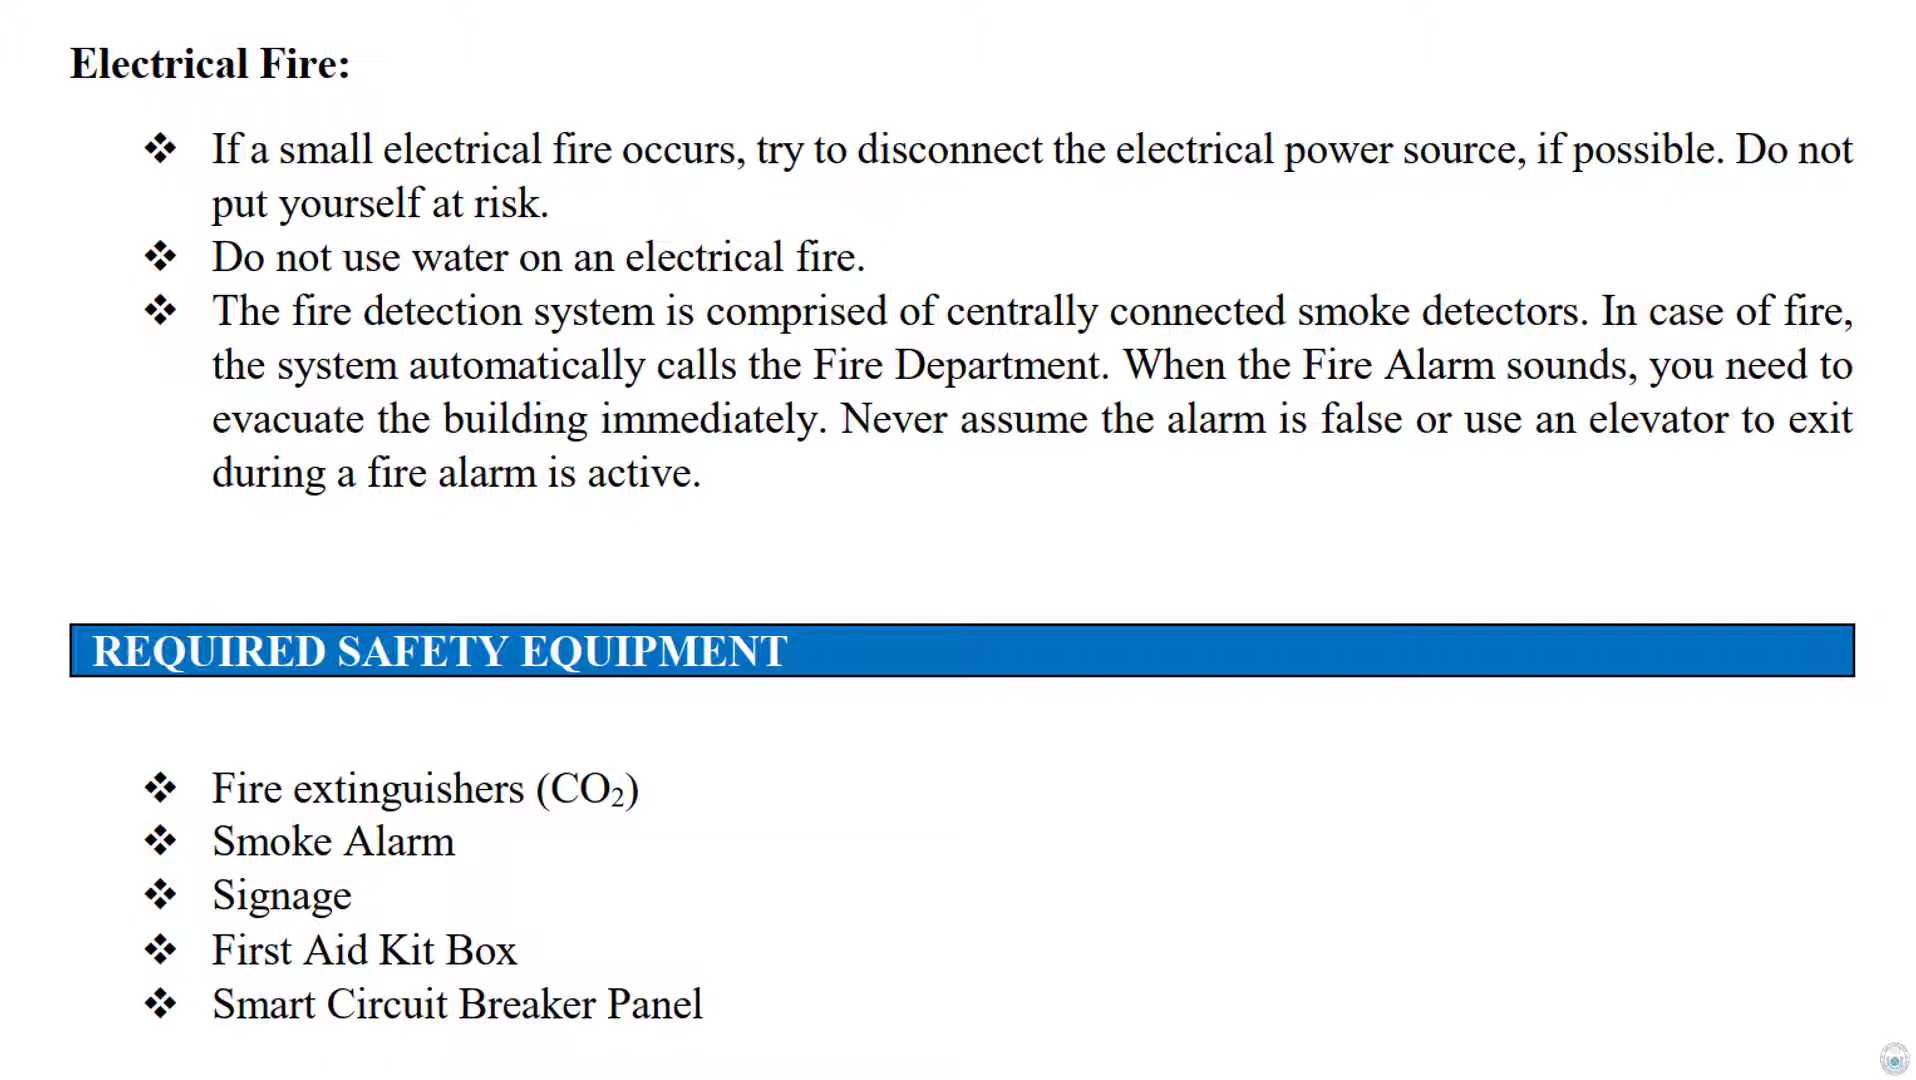 Electrical Fire:
❖ If a small electrical fire occurs, try to disconnect the electrical power source, if possible. Do not
put yourself at risk.
❖ Do not use water on an electrical fire.
❖ The fire detection system is comprised of centrally connected smoke detectors. In case of fire,
the system automatically calls the Fire Department. When the Fire Alarm sounds, you need to
evacuate the building immediately. Never assume the alarm is false or use an elevator to exit
during a fire alarm is active.
REQUIRED SAFETY EQUIPMENT
❖ Fire extinguishers (CO₂)
❖ Smoke Alarm
❖ Signage
❖ First Aid Kit Box
❖ Smart Circuit Breaker Panel